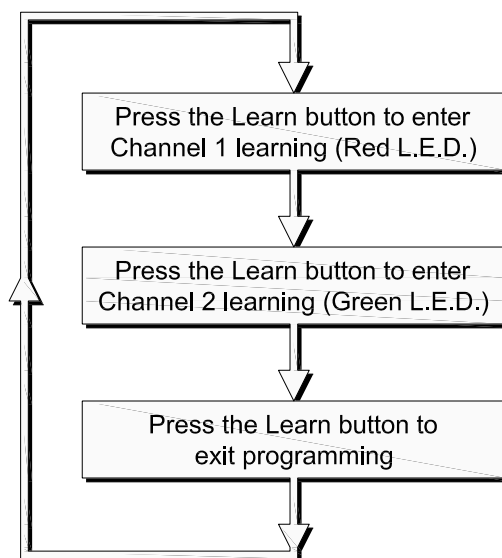 Press the Learn button to enter
Channel 1 learning (Red L.E.D.)
Press the Learn button to enter
Channel 2 learning (Green L.E.D.)
Press the Learn button to
exit programming